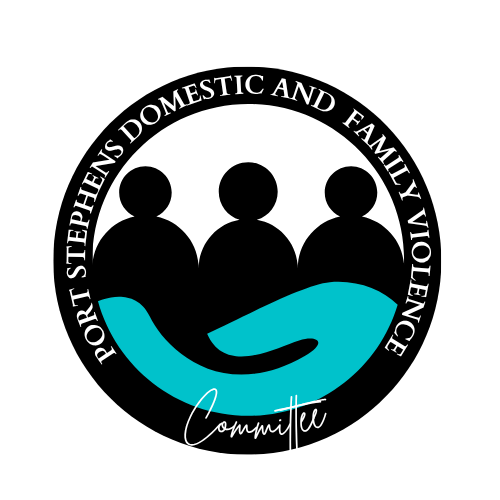 PORT STEPHENS DOMESTIC AND FAMILY VIOLENCE
Committee